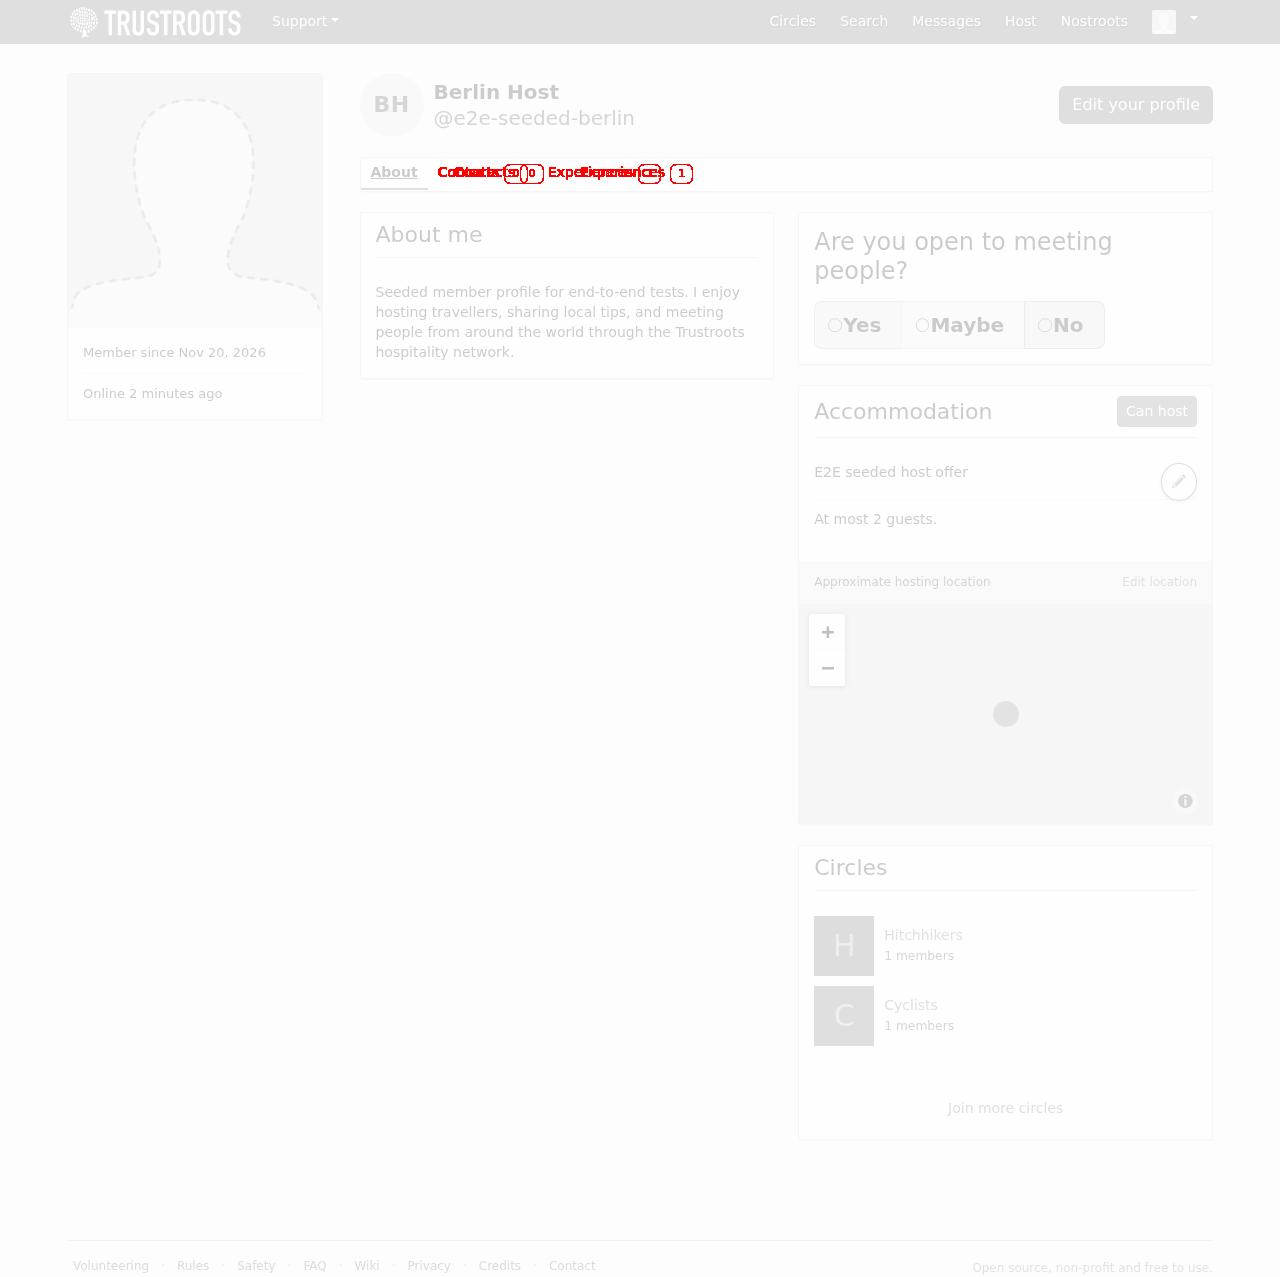 TRUSTROOTS
Support
Circles
Search
Messages
Host
Nostroots
BH
Berlin Host
@e2e-seeded-berlin
Edit your profile
About
1
Member since Nov 20, 2026
Online 2 minutes ago
About me
Seeded member profile for end-to-end tests. I enjoy
hosting travellers, sharing local tips, and meeting
people from around the world through the Trustroots
hospitality network.
Are you open to meeting
people?
Yes
Maybe
No
Accommodation
Can host
E2E seeded host offer
At most 2 guests.
Approximate hosting location
Edit location
+
−
Circles
H
Hitchhikers
1 members
C
Cyclists
1 members
Join more circles
Volunteering · Rules · Safety · FAQ · Wiki · Privacy · Credits · Contact
Open source, non-profit and free to use.